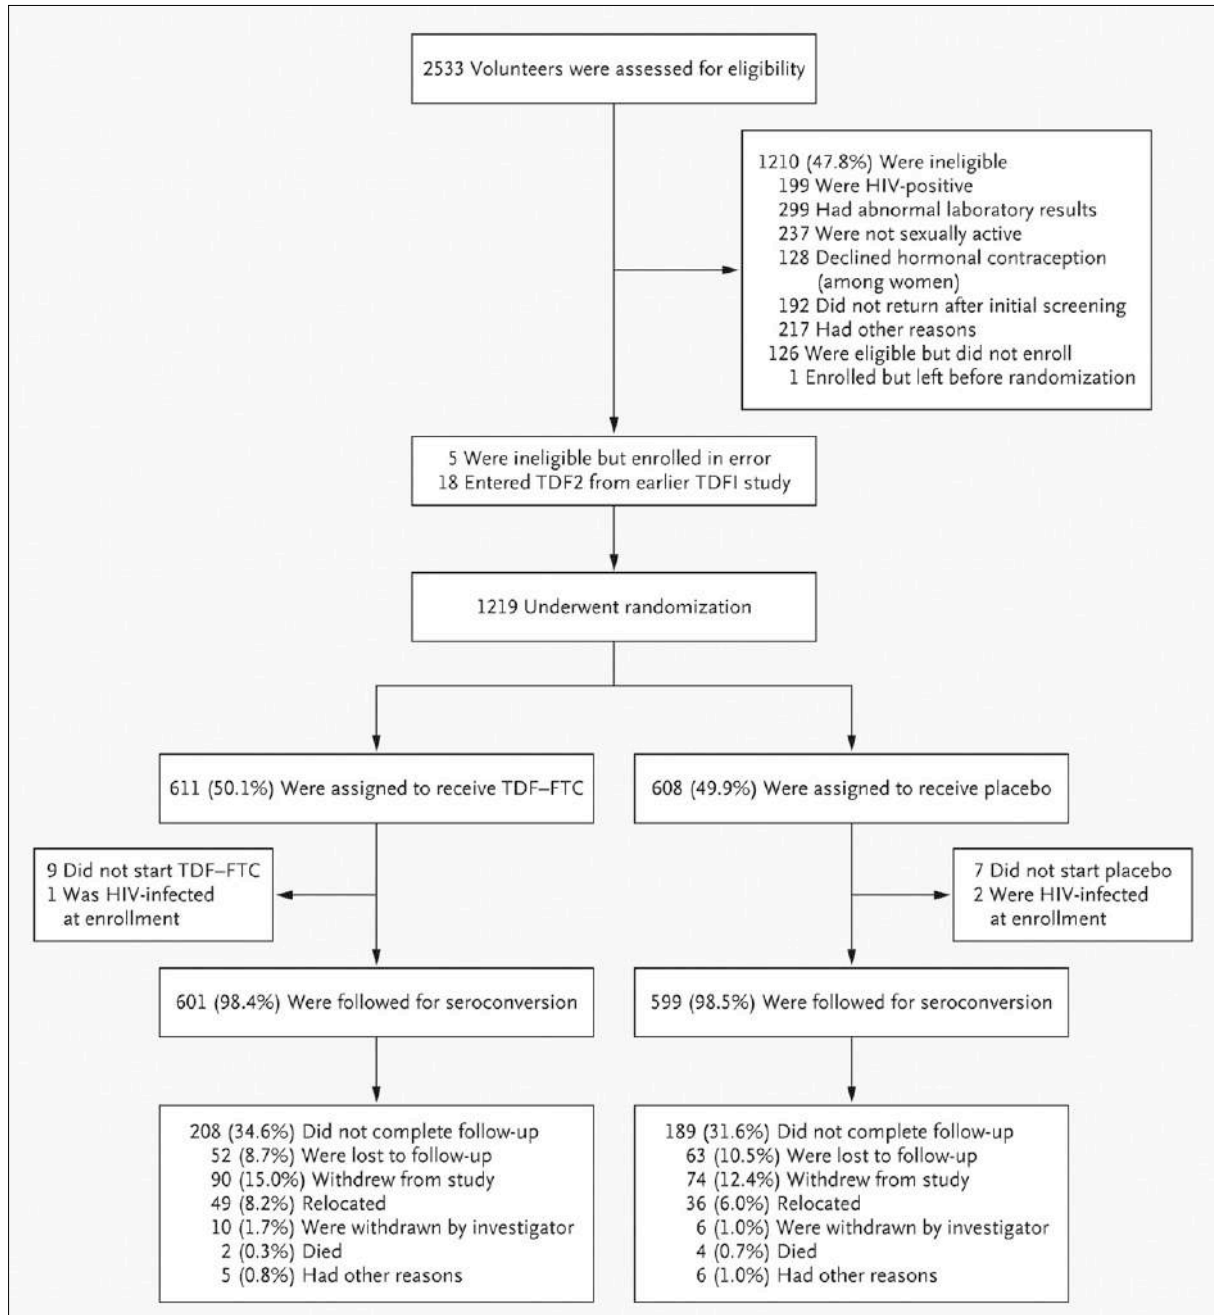 2533 Volunteers were assessed for eligibility
1210 (47.8%) Were ineligible
199 Were HIV-positive
299 Had abnormal laboratory results
237 Were not sexually active
128 Declined hormonal contraception
(among women)
192 Did not return after initial screening
217 Had other reasons
126 Were eligible but did not enroll
1 Enrolled but left before randomization
5 Were ineligible but enrolled in error
18 Entered TDF2 from earlier TDF1 study
1219 Underwent randomization
611 (50.1%) Were assigned to receive TDF–FTC
608 (49.9%) Were assigned to receive placebo
9 Did not start TDF–FTC
1 Was HIV-infected
at enrollment
7 Did not start placebo
2 Were HIV-infected
at enrollment
601 (98.4%) Were followed for seroconversion
599 (98.5%) Were followed for seroconversion
208 (34.6%) Did not complete follow-up
52 (8.7%) Were lost to follow-up
90 (15.0%) Withdrew from study
49 (8.2%) Relocated
10 (1.7%) Were withdrawn by investigator
2 (0.3%) Died
5 (0.8%) Had other reasons
189 (31.6%) Did not complete follow-up
63 (10.5%) Were lost to follow-up
74 (12.4%) Withdrew from study
36 (6.0%) Relocated
6 (1.0%) Were withdrawn by investigator
4 (0.7%) Died
6 (1.0%) Had other reasons